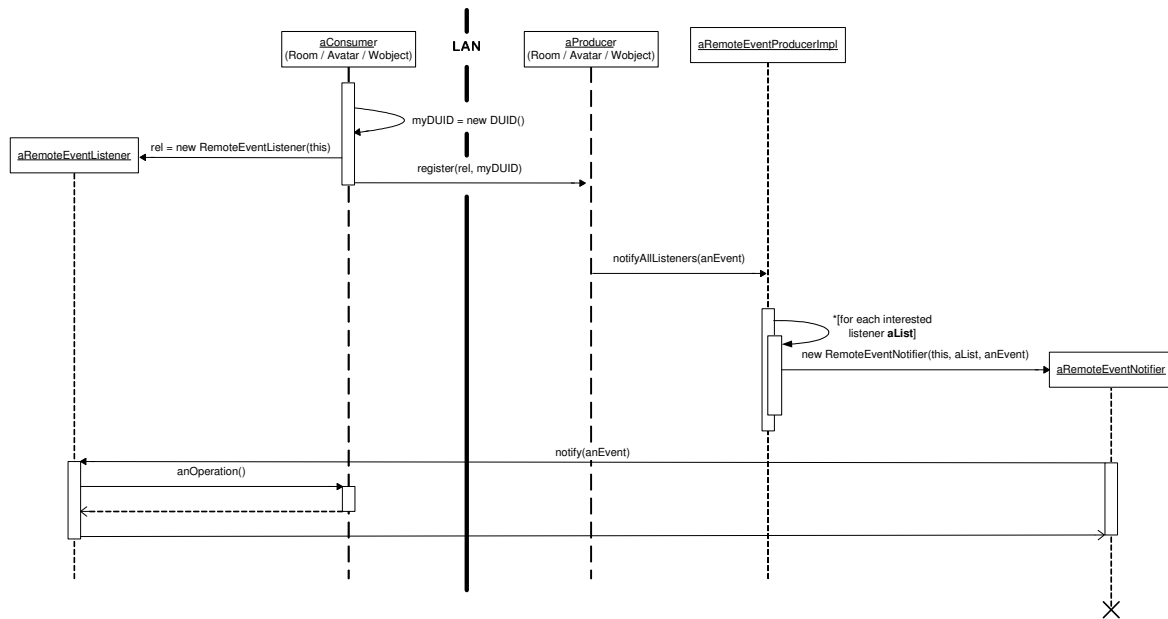 aConsumer
(Room / Avatar / Wobject)
LAN
aProducer
(Room / Avatar / Wobject)
aRemoteEventProducerImpl
myDUID = new DUID()
aRemoteEventListener
rel = new RemoteEventListener(this)
register(rel, myDUID)
notifyAllListeners(anEvent)
*[for each interested
listener aList]
new RemoteEventNotifier(this, aList, anEvent)
aRemoteEventNotifier
notify(anEvent)
anOperation()